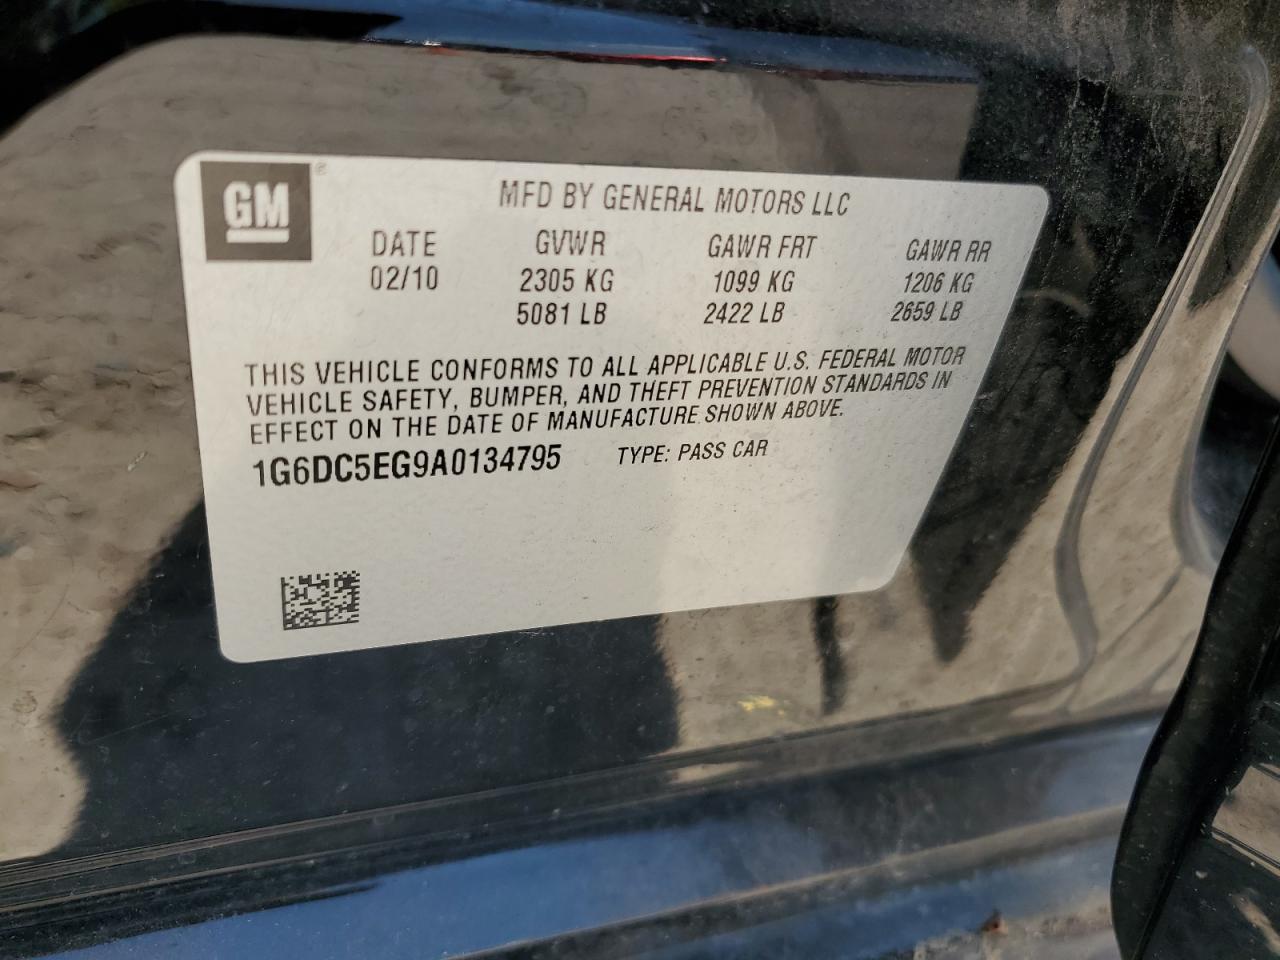 GM®
MFD BY GENERAL MOTORS LLC
DATE GVWR GAWR FRT GAWR RR
02/10 2305 KG 1099 KG 1206 KG
5081 LB 2422 LB 2659 LB
THIS VEHICLE CONFORMS TO ALL APPLICABLE U.S. FEDERAL MOTOR
VEHICLE SAFETY, BUMPER, AND THEFT PREVENTION STANDARDS IN
EFFECT ON THE DATE OF MANUFACTURE SHOWN ABOVE.
1G6DC5EG9A0134795 TYPE: PASS CAR